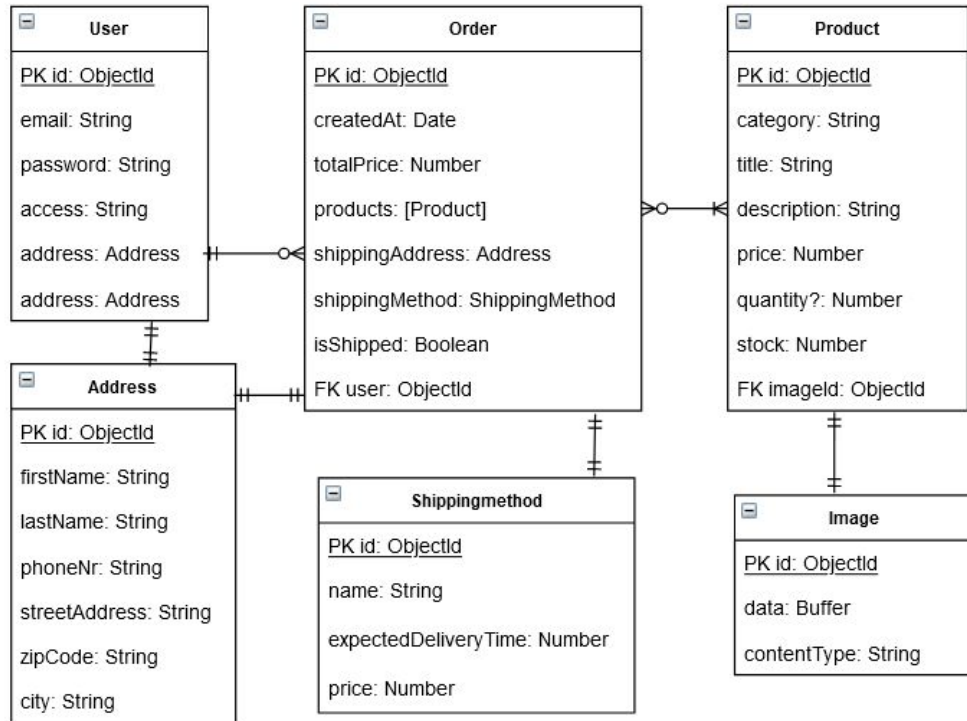 User
PK id: ObjectId
email: String
password: String
access: String
address: Address
address: Address
Order
PK id: ObjectId
createdAt: Date
totalPrice: Number
products: [Product]
shippingAddress: Address
shippingMethod: ShippingMethod
isShipped: Boolean
FK user: ObjectId
Product
PK id: ObjectId
category: String
title: String
description: String
price: Number
quantity?: Number
stock: Number
FK imageId: ObjectId
Address
PK id: ObjectId
firstName: String
lastName: String
phoneNr: String
streetAddress: String
zipCode: String
city: String
Shippingmethod
PK id: ObjectId
name: String
expectedDeliveryTime: Number
price: Number
Image
PK id: ObjectId
data: Buffer
contentType: String